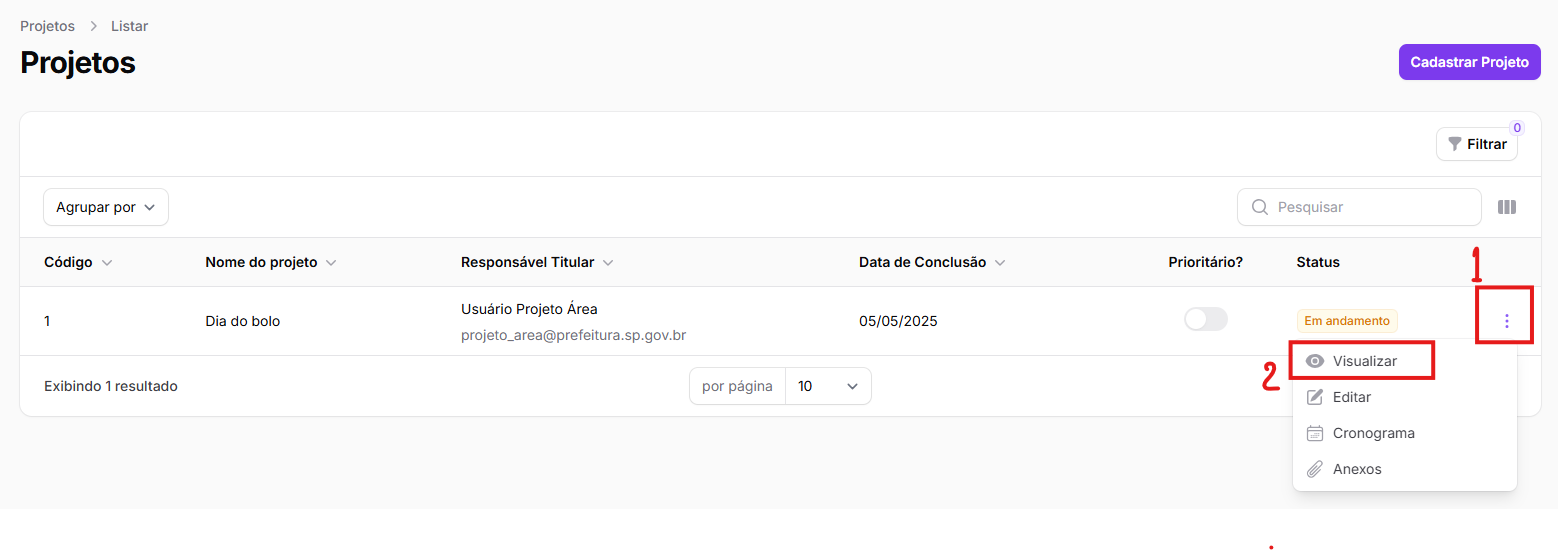 Projetos > Listar
Projetos
Cadastrar Projeto
0
Filtrar
Agrupar por
Pesquisar
1
Código Nome do projeto Responsável Titular Data de Conclusão Prioritário? Status
1 Dia do bolo Usuário Projeto Área 05/05/2025 Em andamento
projeto_area@prefeitura.sp.gov.br
2 Visualizar
Exibindo 1 resultado por página 10
Editar
Cronograma
Anexos